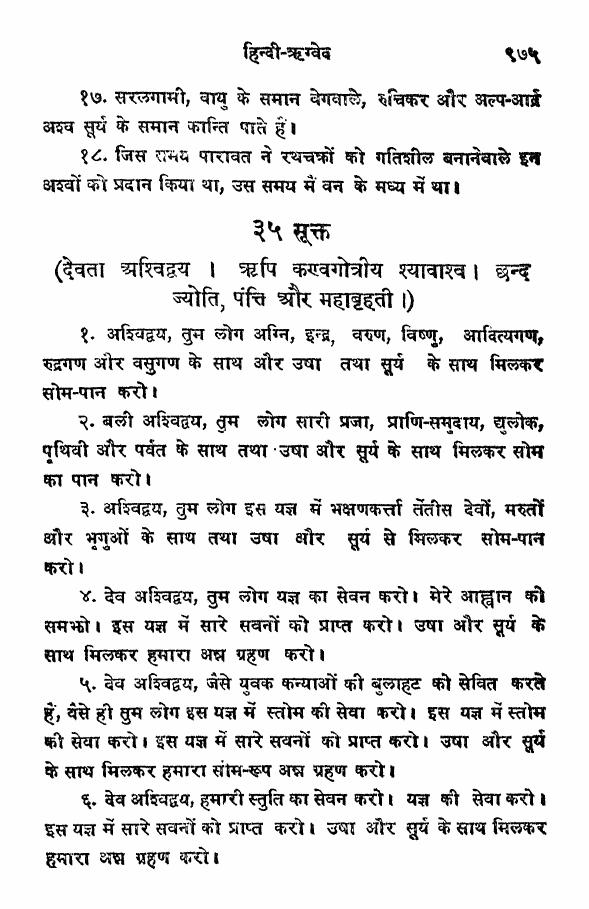 हिन्दी-ऋग्वेद ९७५
१७. सरलगामी, वायु के समान वेगवाले, रुचिकर और अल्प-आर्द्र
अश्व सूर्य के समान कान्ति पाते हैं।
१८. जिस समय पारावत ने रथचक्रों को गतिशील बनानेवाले इन
अश्वों को प्रदान किया था, उस समय मैं वन के मध्य में था।
३५ सूक्त
(देवता अश्विद्वय । ऋषि कण्वगोत्रीय श्यावाश्व । छन्द
ज्योति, पंक्ति और महाबृहती ।)
१. अश्विद्वय, तुम लोग अग्नि, इन्द्र, वरुण, विष्णु, आदित्यगण,
रुद्रगण और वसुगण के साथ और उषा तथा सूर्य के साथ मिलकर
सोम-पान करो।
२. बली अश्विद्वय, तुम लोग सारी प्रजा, प्राणि-समुदाय, द्युलोक,
पृथिवी और पर्वत के साथ तथा उषा और सूर्य के साथ मिलकर सोम
का पान करो।
३. अश्विद्वय, तुम लोग इस यज्ञ में भक्षणकर्त्ता तेंतीस देवों, मरुतों
और भृगुओं के साथ तथा उषा और सूर्य से मिलकर सोम-पान
करो।
४. देव अश्विद्वय, तुम लोग यज्ञ का सेवन करो। मेरे आह्वान को
समझो। इस यज्ञ में सारे सवनों को प्राप्त करो। उषा और सूर्य के
साथ मिलकर हमारा अन्न ग्रहण करो।
५. देव अश्विद्वय, जैसे युवक कन्याओं की बुलाहट को सेवित करते
हैं, वैसे ही तुम लोग इस यज्ञ में स्तोम की सेवा करो। इस यज्ञ में स्तोम
की सेवा करो। इस यज्ञ में सारे सवनों को प्राप्त करो। उषा और सूर्य
के साथ मिलकर हमारा सोम-रूप अन्न ग्रहण करो।
६. देव अश्विद्वय, हमारी स्तुति का सेवन करो। यज्ञ की सेवा करो।
इस यज्ञ में सारे सवनों को प्राप्त करो। उषा और सूर्य के साथ मिलकर
हमारा अन्न ग्रहण करो।